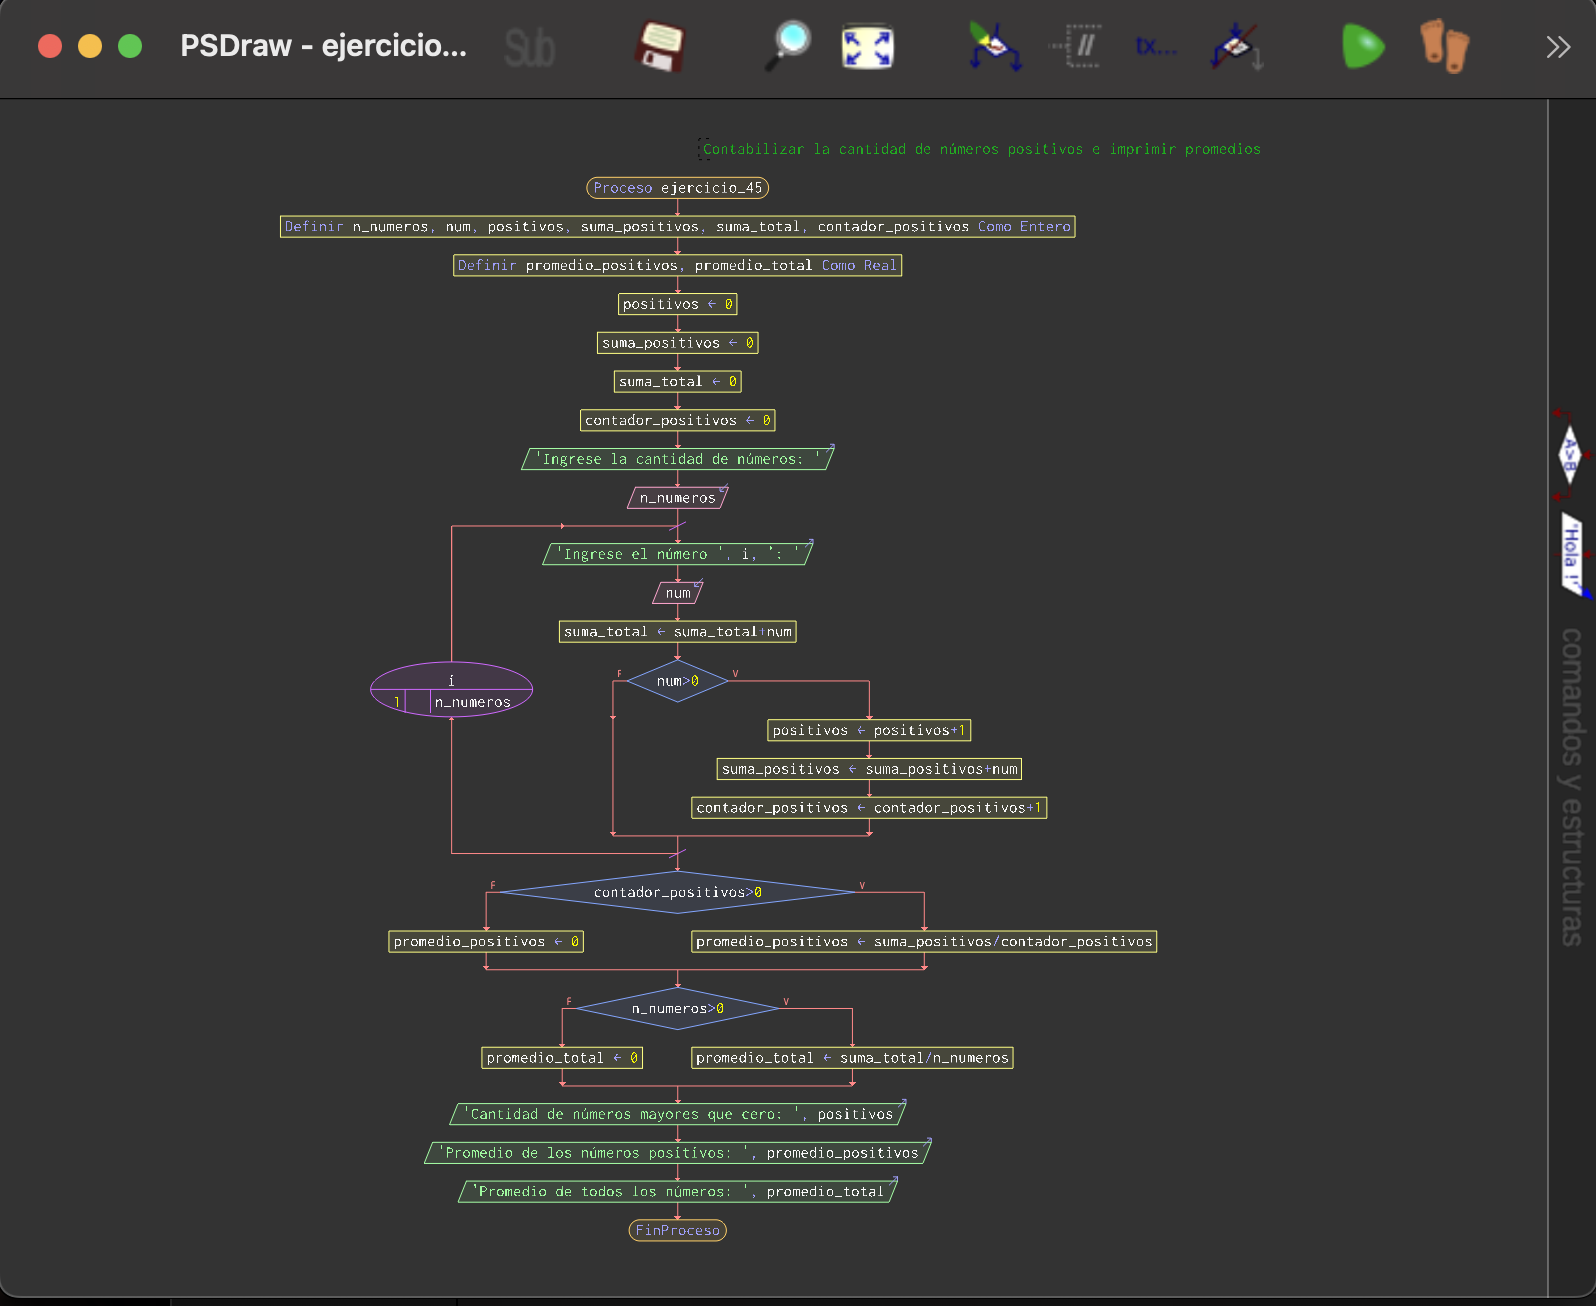 PSDraw - ejercicio...
Sub
//
tx...
Contabilizar la cantidad de números positivos e imprimir promedios
Proceso ejercicio_45
Definir n_numeros, num, positivos, suma_positivos, suma_total, contador_positivos Como Entero
Definir promedio_positivos, promedio_total Como Real
positivos ← 0
suma_positivos ← 0
suma_total ← 0
contador_positivos ← 0
'Ingrese la cantidad de números: '
n_numeros
'Ingrese el número ', i, ': '
num
suma_total ← suma_total+num
F num>0 V
i
1 n_numeros
positivos ← positivos+1
suma_positivos ← suma_positivos+num
contador_positivos ← contador_positivos+1
F contador_positivos>0 V
promedio_positivos ← 0
promedio_positivos ← suma_positivos/contador_positivos
F n_numeros>0 V
promedio_total ← 0
promedio_total ← suma_total/n_numeros
'Cantidad de números mayores que cero: ', positivos
'Promedio de los números positivos: ', promedio_positivos
'Promedio de todos los números: ', promedio_total
FinProceso
A>B
'Hola !'
comandos y estructuras